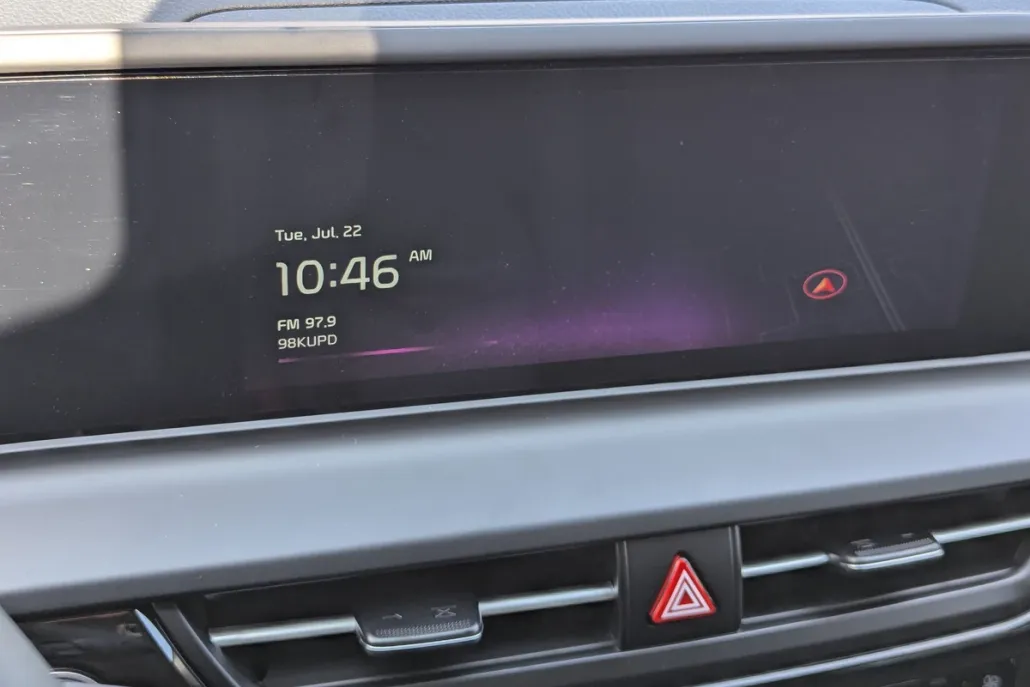 Tue, Jul. 22
10:46 AM
FM 97.9
98KUPD